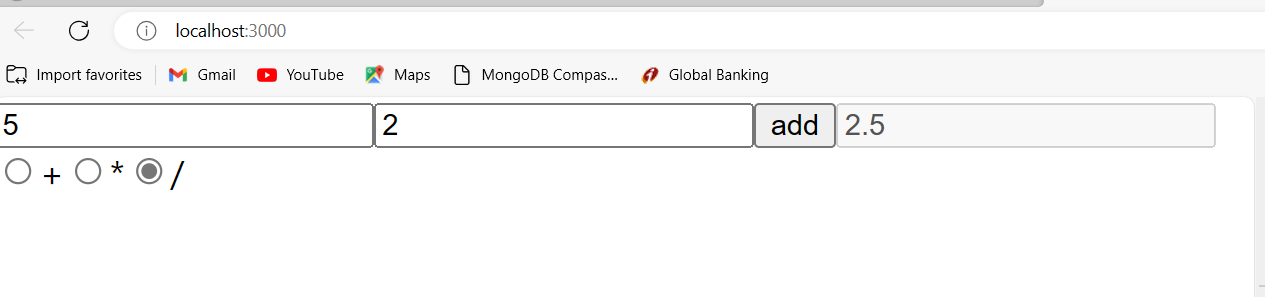 localhost:3000
Import favorites Gmail YouTube Maps MongoDB Compas... Global Banking
5 2 add 2.5
+ * /